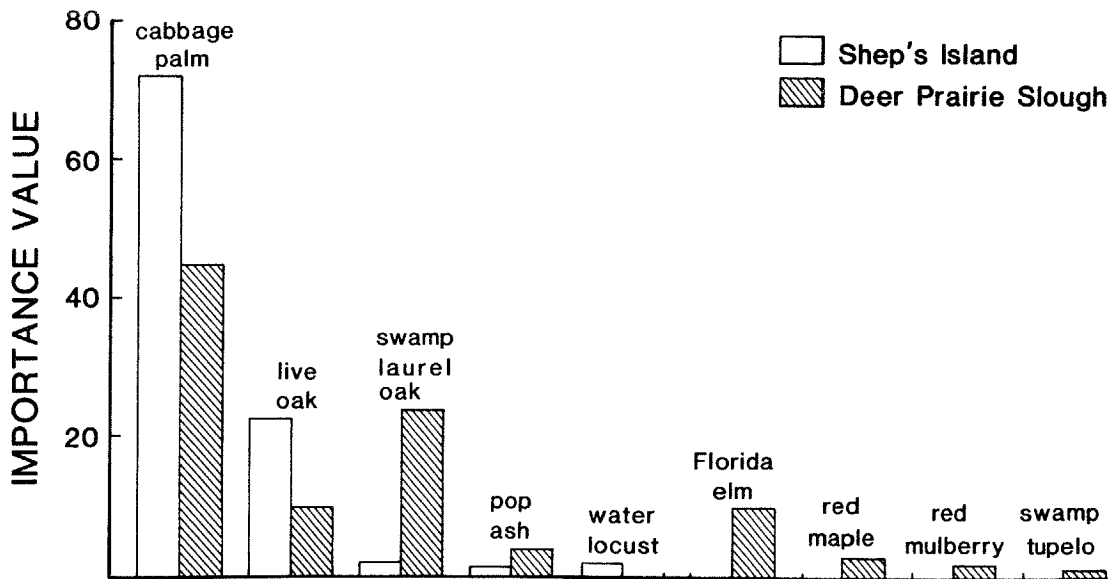 IMPORTANCE VALUE
80
60
40
20
cabbage
palm
live
oak
swamp
laurel
oak
pop
ash
water
locust
Florida
elm
red
maple
red
mulberry
swamp
tupelo
Shep's Island
Deer Prairie Slough